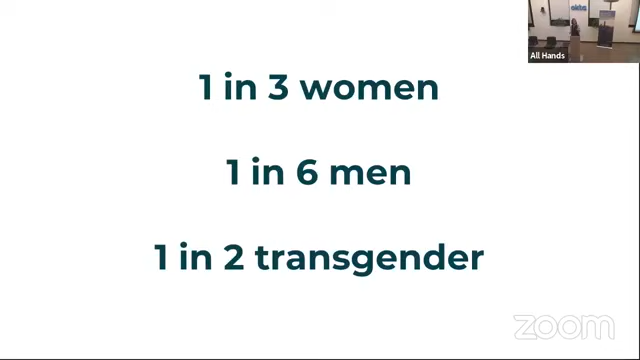 All Hands
1 in 3 women
1 in 6 men
1 in 2 transgender
zoom